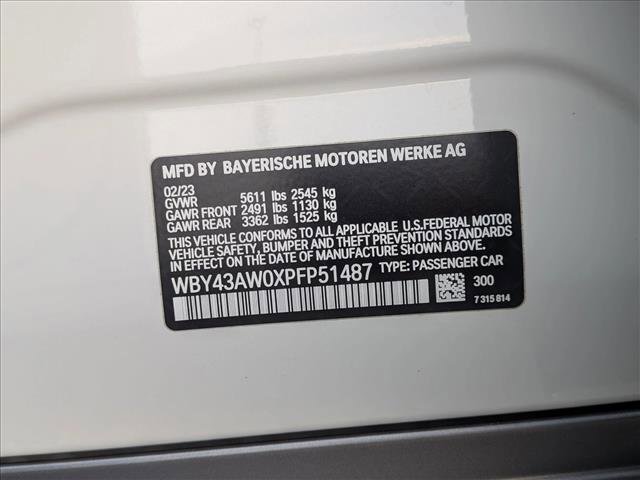 MFD BY BAYERISCHE MOTOREN WERKE AG
02/23
GVWR 5611 lbs 2545 kg
GAWR FRONT 2491 lbs 1130 kg
GAWR REAR 3362 lbs 1525 kg
THIS VEHICLE CONFORMS TO ALL APPLICABLE U.S.FEDERAL MOTOR
VEHICLE SAFETY, BUMPER AND THEFT PREVENTION STANDARDS
IN EFFECT ON THE DATE OF MANUFACTURE SHOWN ABOVE.
WBY43AW0XPFP51487 TYPE: PASSENGER CAR
300
7 315 814